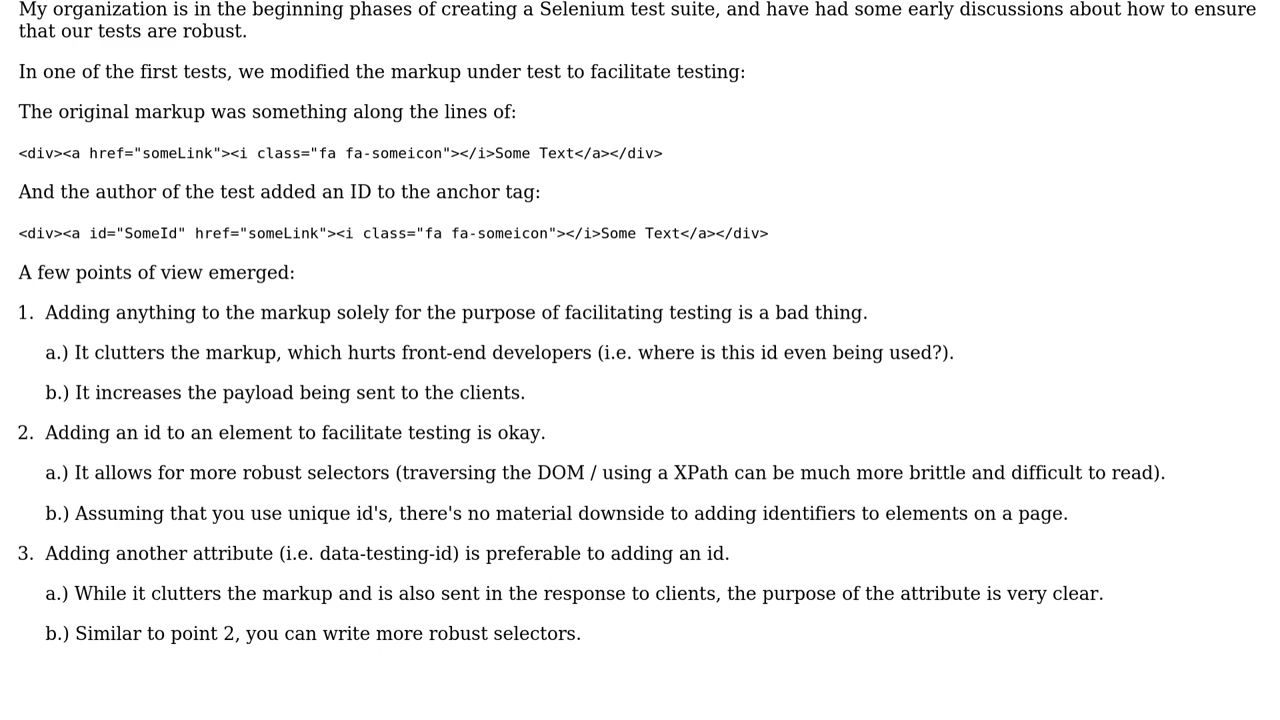 My organization is in the beginning phases of creating a Selenium test suite, and have had some early discussions about how to ensure
that our tests are robust.
In one of the first tests, we modified the markup under test to facilitate testing:
The original markup was something along the lines of:
<div><a href="someLink"><i class="fa fa-someicon"></i>Some Text</a></div>
And the author of the test added an ID to the anchor tag:
<div><a id="SomeId" href="someLink"><i class="fa fa-someicon"></i>Some Text</a></div>
A few points of view emerged:
1. Adding anything to the markup solely for the purpose of facilitating testing is a bad thing.
a.) It clutters the markup, which hurts front-end developers (i.e. where is this id even being used?).
b.) It increases the payload being sent to the clients.
2. Adding an id to an element to facilitate testing is okay.
a.) It allows for more robust selectors (traversing the DOM / using a XPath can be much more brittle and difficult to read).
b.) Assuming that you use unique id's, there's no material downside to adding identifiers to elements on a page.
3. Adding another attribute (i.e. data-testing-id) is preferable to adding an id.
a.) While it clutters the markup and is also sent in the response to clients, the purpose of the attribute is very clear.
b.) Similar to point 2, you can write more robust selectors.